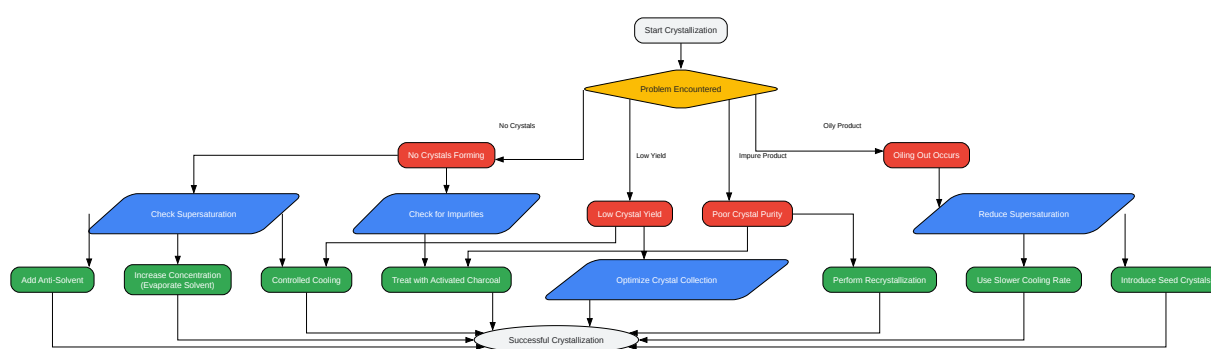 Start Crystallization
Problem Encountered
No Crystals
Oily Product
No Crystals Forming
Low Yield
Impure Product
Oiling Out Occurs
Check Supersaturation
Check for Impurities
Low Crystal Yield
Poor Crystal Purity
Reduce Supersaturation
Add Anti-Solvent
Increase Concentration
(Evaporate Solvent)
Controlled Cooling
Treat with Activated Charcoal
Optimize Crystal Collection
Perform Recrystallization
Use Slower Cooling Rate
Introduce Seed Crystals
Successful Crystallization